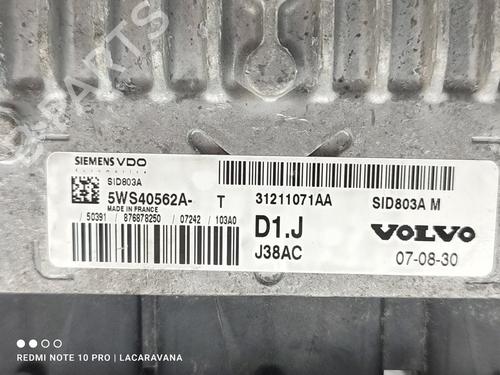 SIEMENS VDO
Automotive
SID803A
5WS40562A- T
MADE IN FRANCE
50391 / 876878250 / 07242 / 103A0
31211071AA SID803A M
D1.J VOLVO
J38AC 07-08-30
REDMI NOTE 10 PRO | LACARAVANA